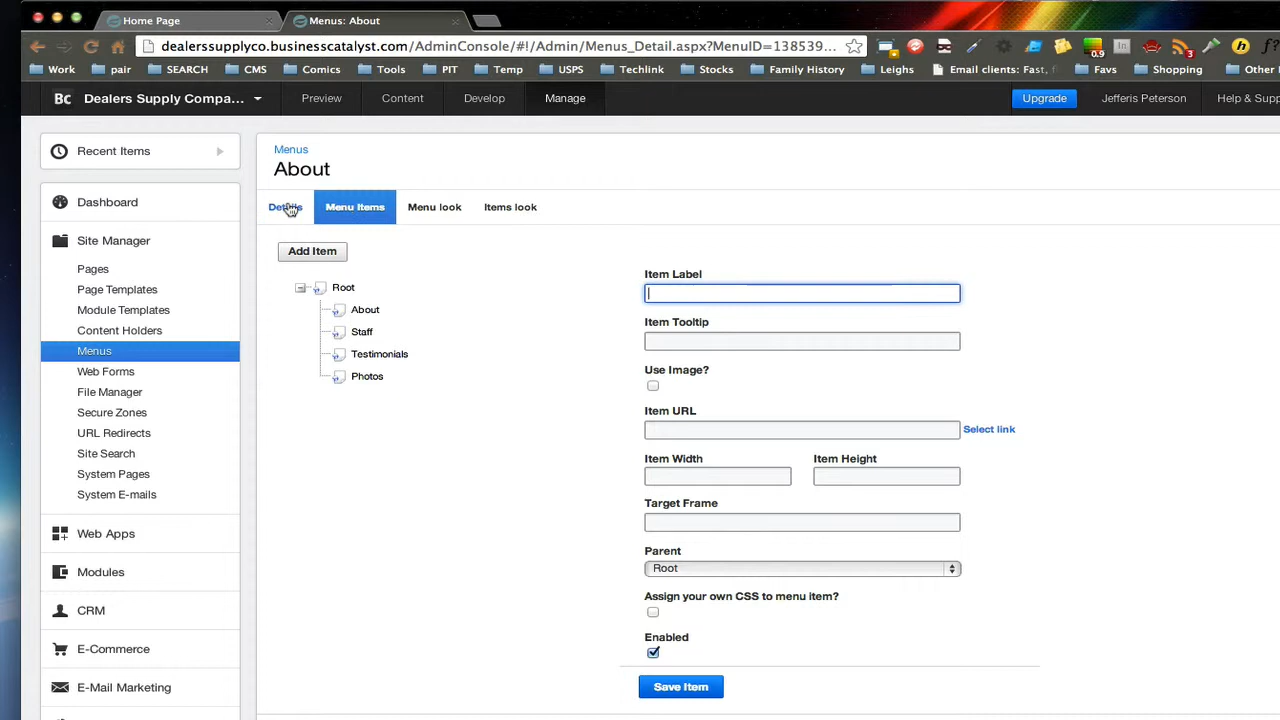 Home Page
Menus: About
dealerssupplyco.businesscatalyst.com/AdminConsole/#!/Admin/Menus_Detail.aspx?MenuID=138539...
0.9
3
Work pair SEARCH CMS Comics Tools PIT Temp USPS Techlink Stocks Family History Leighs Email clients: Fast, f Favs Shopping Other
Bc Dealers Supply Compa... Preview Content Develop Manage Upgrade Jefferis Peterson Help & Supp
Recent Items
Dashboard
Site Manager
Pages
Page Templates
Module Templates
Content Holders
Menus
Web Forms
File Manager
Secure Zones
URL Redirects
Site Search
System Pages
System E-mails
Web Apps
Modules
CRM
E-Commerce
E-Mail Marketing
Menus
About
Details Menu Items Menu look Items look
Add Item
Root
About
Staff
Testimonials
Photos
Item Label
Item Tooltip
Use Image?
Item URL
Select link
Item Width Item Height
Target Frame
Parent
Root
Assign your own CSS to menu item?
Enabled
Save Item